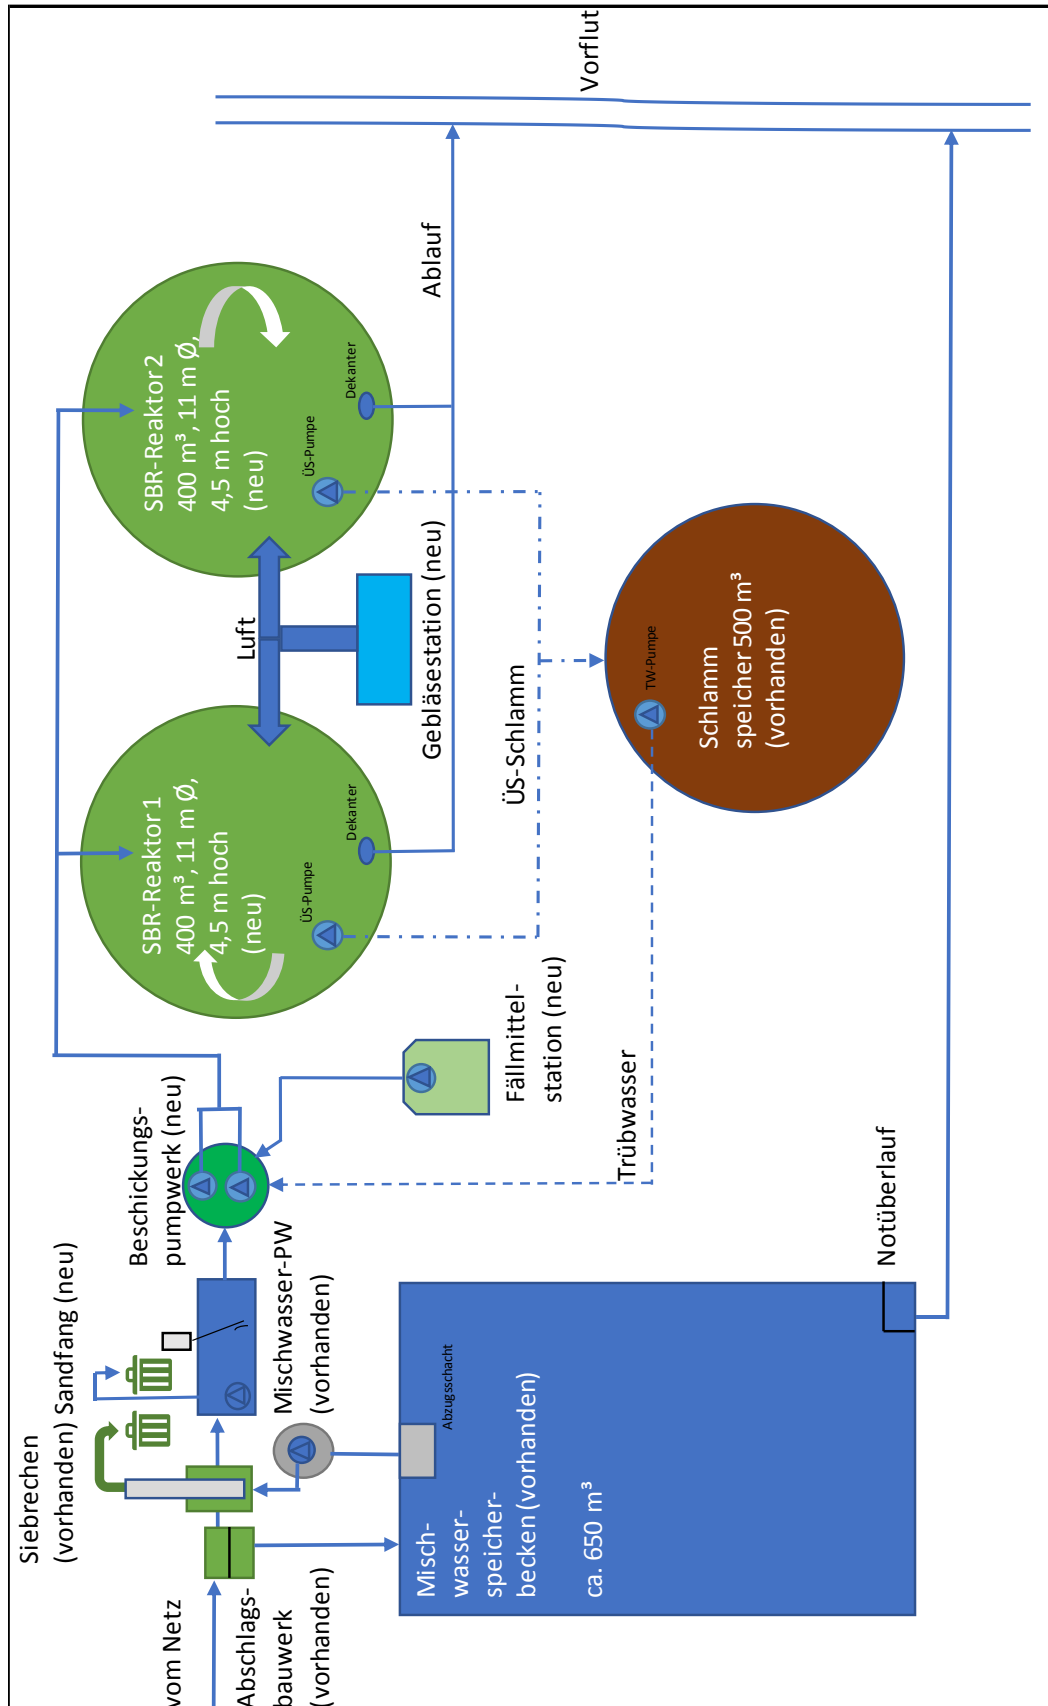 vom Netz
Abschlags-
bauwerk
(vorhanden)
Siebrechen
(vorhanden)
Sandfang (neu)
Mischwasser-PW
(vorhanden)
Beschickungs-
pumpwerk (neu)
Fällmittel-
station (neu)
SBR-Reaktor 1
400 m³, 11 m Ø,
4,5 m hoch
(neu)
ÜS-Pumpe
Dekanter
Luft
Gebläsestation (neu)
SBR-Reaktor 2
400 m³, 11 m Ø,
4,5 m hoch
(neu)
ÜS-Pumpe
Dekanter
Ablauf
Vorflut
ÜS-Schlamm
Trübwasser
TW-Pumpe
Schlamm
speicher 500 m³
(vorhanden)
Misch-
wasser-
speicher-
becken (vorhanden)
ca. 650 m³
Abzugsschacht
Notüberlauf